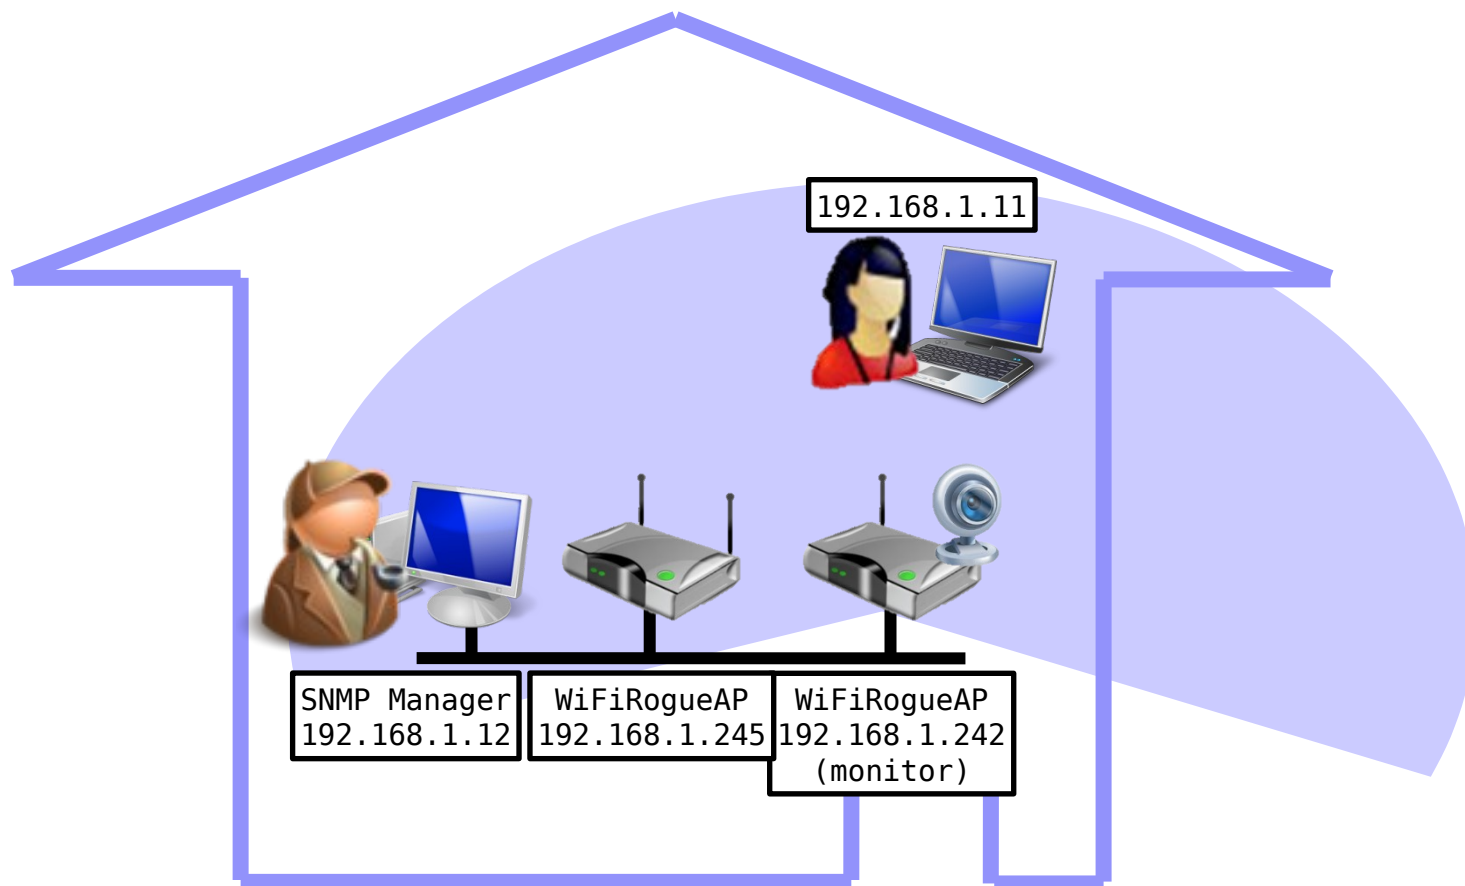 192.168.1.11
SNMP Manager
192.168.1.12
WiFiRogueAP
192.168.1.245
WiFiRogueAP
192.168.1.242
(monitor)